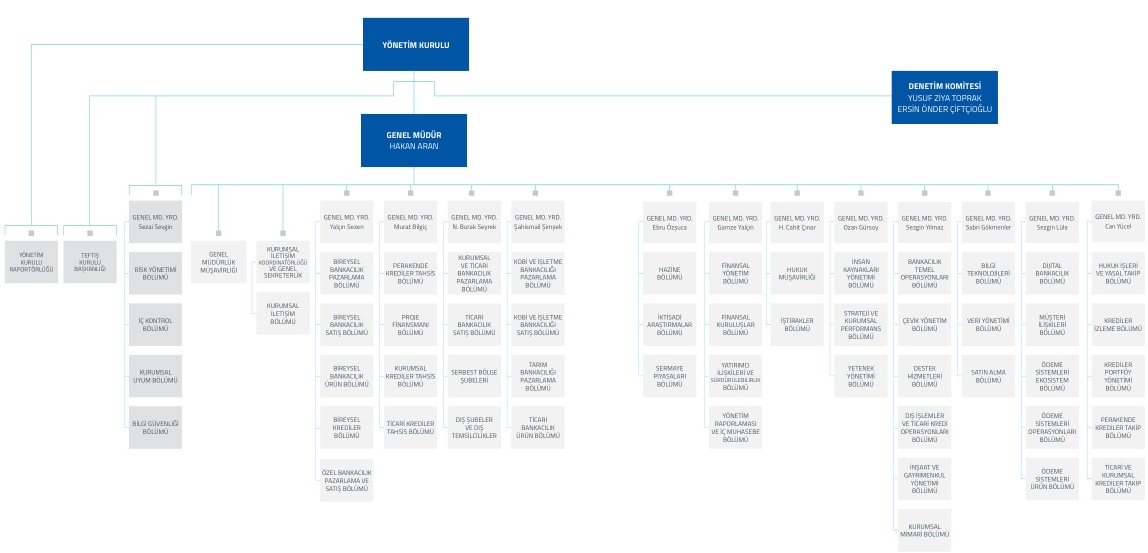 YÖNETİM KURULU
DENETİM KOMİTESİ
YUSUF ZİYA TOPRAK
ERSİN ÖNDER ÇİFTÇİOĞLU
GENEL MÜDÜR
HAKAN ARAN
YÖNETİM
KURULU
RAPORTÖRLÜĞÜ
TEFTİŞ
KURULU
BAŞKANLIĞI
GENEL MD. YRD.
Sezai Sevgin
RİSK YÖNETİMİ
BÖLÜMÜ
İÇ KONTROL
BÖLÜMÜ
KURUMSAL
UYUM BÖLÜMÜ
BİLGİ GÜVENLİĞİ
BÖLÜMÜ
GENEL
MÜDÜRLÜK
MÜŞAVİRLİĞİ
KURUMSAL
İLETİŞİM
KOORDİNATÖRLÜĞÜ
VE GENEL
SEKRETERLİK
KURUMSAL
İLETİŞİM
BÖLÜMÜ
GENEL MD. YRD.
Yalçın Sezen
BİREYSEL
BANKACILIK
PAZARLAMA
BÖLÜMÜ
BİREYSEL
BANKACILIK
SATIŞ BÖLÜMÜ
BİREYSEL
BANKACILIK
ÜRÜN BÖLÜMÜ
BİREYSEL
KREDİLER
BÖLÜMÜ
ÖZEL BANKACILIK
PAZARLAMA VE
SATIŞ BÖLÜMÜ
GENEL MD. YRD.
Murat Bilgiç
PERAKENDE
KREDİLER TAHSİS
BÖLÜMÜ
PROJE
FİNANSMANI
BÖLÜMÜ
KURUMSAL
KREDİLER TAHSİS
BÖLÜMÜ
TİCARİ KREDİLER
TAHSİS BÖLÜMÜ
GENEL MD. YRD.
N. Burak Seyrek
KURUMSAL
VE TİCARİ
BANKACILIK
PAZARLAMA
BÖLÜMÜ
TİCARİ
BANKACILIK
SATIŞ BÖLÜMÜ
SERBEST BÖLGE
ŞUBELERİ
DIŞ ŞUBELER
VE DIŞ
TEMSİLCİLİKLER
GENEL MD. YRD.
Şahismail Şimşek
KOBİ VE İŞLETME
BANKACILIĞI
PAZARLAMA
BÖLÜMÜ
KOBİ VE İŞLETME
BANKACILIĞI
SATIŞ BÖLÜMÜ
TARIM
BANKACILIĞI
PAZARLAMA
BÖLÜMÜ
TİCARİ
BANKACILIK
ÜRÜN BÖLÜMÜ
GENEL MD. YRD.
Ebru Özşuca
HAZİNE
BÖLÜMÜ
İKTİSADİ
ARAŞTIRMALAR
BÖLÜMÜ
SERMAYE
PİYASALARI
BÖLÜMÜ
GENEL MD. YRD.
Gamze Yalçın
FİNANSAL
YÖNETİM
BÖLÜMÜ
FİNANSAL
KURULUŞLAR
BÖLÜMÜ
YATIRIMCI
İLİŞKİLERİ VE
SÜRDÜRÜLEBİLİRLİK
BÖLÜMÜ
YÖNETİM
RAPORLAMASI
VE İÇ MUHASEBE
BÖLÜMÜ
GENEL MD. YRD.
H. Cahit Çınar
HUKUK
MÜŞAVİRLİĞİ
İŞTİRAKLER
BÖLÜMÜ
GENEL MD. YRD.
Ozan Gürsoy
İNSAN
KAYNAKLARI
YÖNETİMİ
BÖLÜMÜ
STRATEJİ VE
KURUMSAL
PERFORMANS
BÖLÜMÜ
YETENEK
YÖNETİMİ
BÖLÜMÜ
GENEL MD. YRD.
Sezgin Yılmaz
BANKACILIK
TEMEL
OPERASYONLARI
BÖLÜMÜ
ÇEVİK YÖNETİM
BÖLÜMÜ
DESTEK
HİZMETLERİ
BÖLÜMÜ
DIŞ İŞLEMLER
VE TİCARİ KREDİ
OPERASYONLARI
BÖLÜMÜ
İNŞAAT VE
GAYRİMENKUL
YÖNETİMİ
BÖLÜMÜ
KURUMSAL
MİMARİ BÖLÜMÜ
GENEL MD. YRD.
Sabri Gökmenler
BİLGİ
TEKNOLOJİLERİ
BÖLÜMÜ
VERİ YÖNETİMİ
BÖLÜMÜ
SATIN ALMA
BÖLÜMÜ
GENEL MD. YRD.
Sezgin Lüle
DİJİTAL
BANKACILIK
BÖLÜMÜ
MÜŞTERİ
İLİŞKİLERİ
BÖLÜMÜ
ÖDEME
SİSTEMLERİ
EKOSİSTEM
BÖLÜMÜ
ÖDEME
SİSTEMLERİ
OPERASYONLARI
BÖLÜMÜ
ÖDEME
SİSTEMLERİ
ÜRÜN BÖLÜMÜ
GENEL MD. YRD.
Can Yücel
HUKUK İŞLERİ
VE YASAL TAKİP
BÖLÜMÜ
KREDİLER
İZLEME BÖLÜMÜ
KREDİLER
PORTFÖY
YÖNETİMİ
BÖLÜMÜ
PERAKENDE
KREDİLER TAKİP
BÖLÜMÜ
TİCARİ VE
KURUMSAL
KREDİLER TAKİP
BÖLÜMÜ